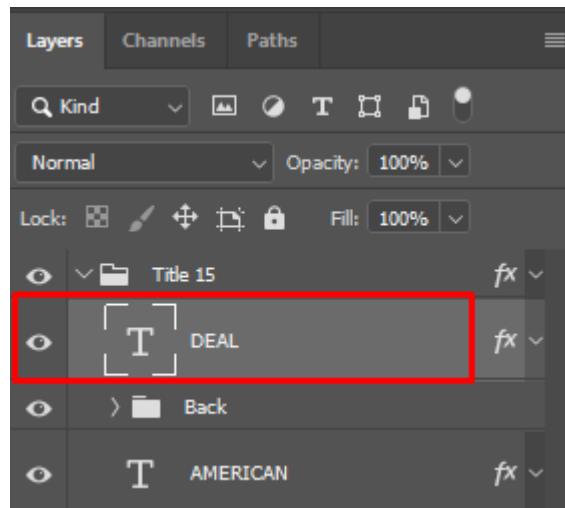 Layers Channels Paths
Kind
Normal Opacity: 100%
Lock: Fill: 100%
Title 15 fx
T DEAL fx
Back
T AMERICAN fx